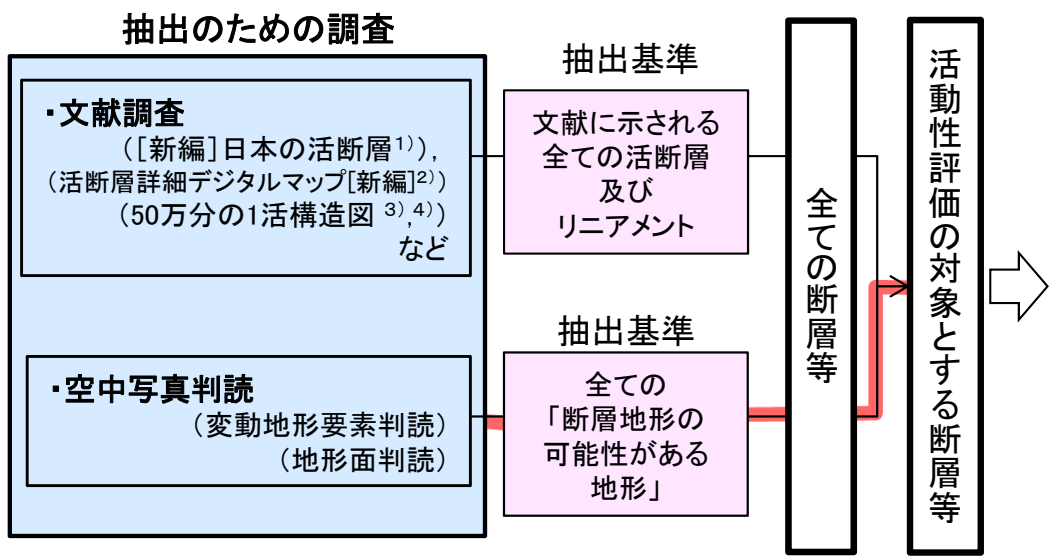 抽出のための調査
・文献調査
([新編]日本の活断層1)),
(活断層詳細デジタルマップ[新編]2))
(50万分の1活構造図 3),4))
など
・空中写真判読
(変動地形要素判読)
(地形面判読)
抽出基準
文献に示される
全ての活断層
及び
リニアメント
抽出基準
全ての
「断層地形の
可能性がある
地形」
全ての断層等
活動性評価の対象とする断層等